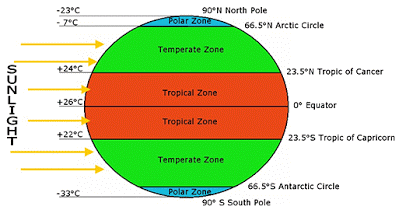 -23°C
90°N North Pole
-7°C
Polar Zone
66.5°N Arctic Circle
Temperate Zone
+24°C
23.5°N Tropic of Cancer
Tropical Zone
+26°C
0° Equator
Tropical Zone
+22°C
23.5°S Tropic of Capricorn
Temperate Zone
66.5°S Antarctic Circle
Polar Zone
-33°C
90° S South Pole
SUNLIGHT